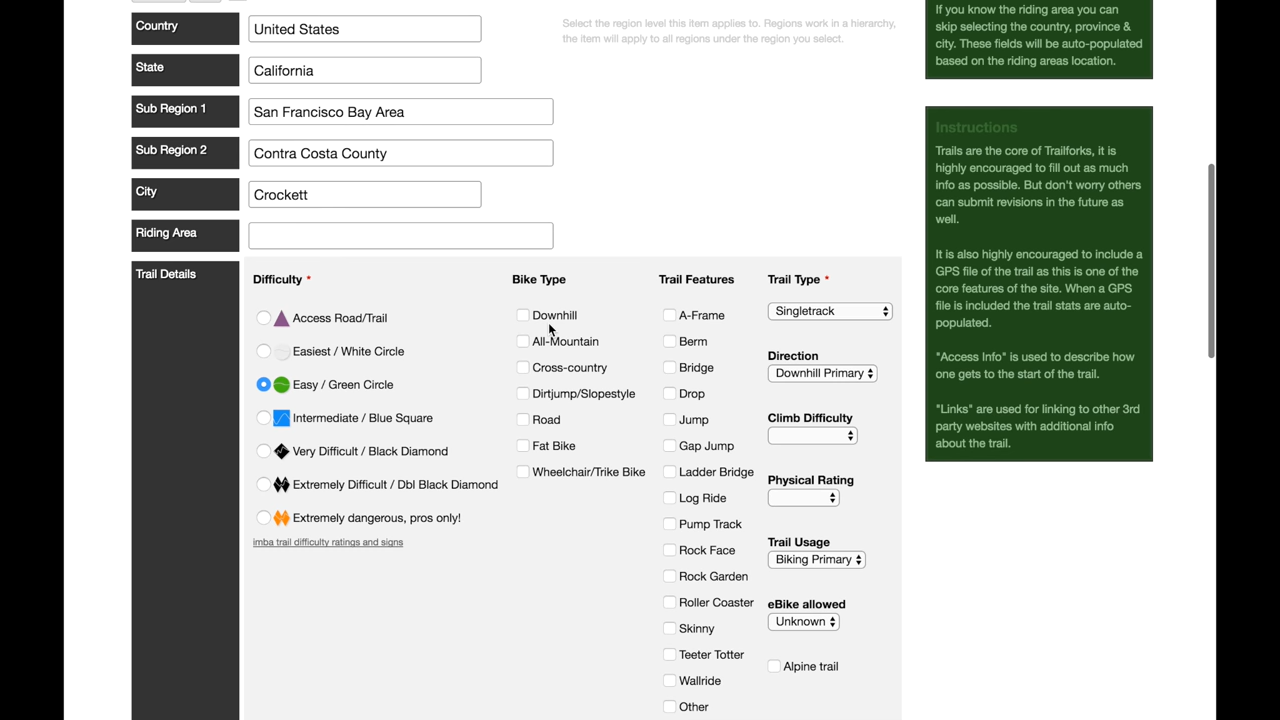 Country
United States
Select the region level this item applies to. Regions work in a hierarchy,
the item will apply to all regions under the region you select.
State
California
Sub Region 1
San Francisco Bay Area
Sub Region 2
Contra Costa County
City
Crockett
Riding Area
Trail Details
Difficulty *
Access Road/Trail
Easiest / White Circle
Easy / Green Circle
Intermediate / Blue Square
Very Difficult / Black Diamond
Extremely Difficult / Dbl Black Diamond
Extremely dangerous, pros only!
imba trail difficulty ratings and signs
Bike Type
Downhill
All-Mountain
Cross-country
Dirtjump/Slopestyle
Road
Fat Bike
Wheelchair/Trike Bike
Trail Features
A-Frame
Berm
Bridge
Drop
Jump
Gap Jump
Ladder Bridge
Log Ride
Pump Track
Rock Face
Rock Garden
Roller Coaster
Skinny
Teeter Totter
Wallride
Other
Trail Type *
Singletrack
Direction
Downhill Primary
Climb Difficulty
Physical Rating
Trail Usage
Biking Primary
eBike allowed
Unknown
Alpine trail
If you know the riding area you can
skip selecting the country, province &
city. These fields will be auto-populated
based on the riding areas location.
Instructions
Trails are the core of Trailforks, it is
highly encouraged to fill out as much
info as possible. But don't worry others
can submit revisions in the future as
well.
It is also highly encouraged to include a
GPS file of the trail as this is one of the
core features of the site. When a GPS
file is included the trail stats are auto-
populated.
"Access Info" is used to describe how
one gets to the start of the trail.
"Links" are used for linking to other 3rd
party websites with additional info
about the trail.